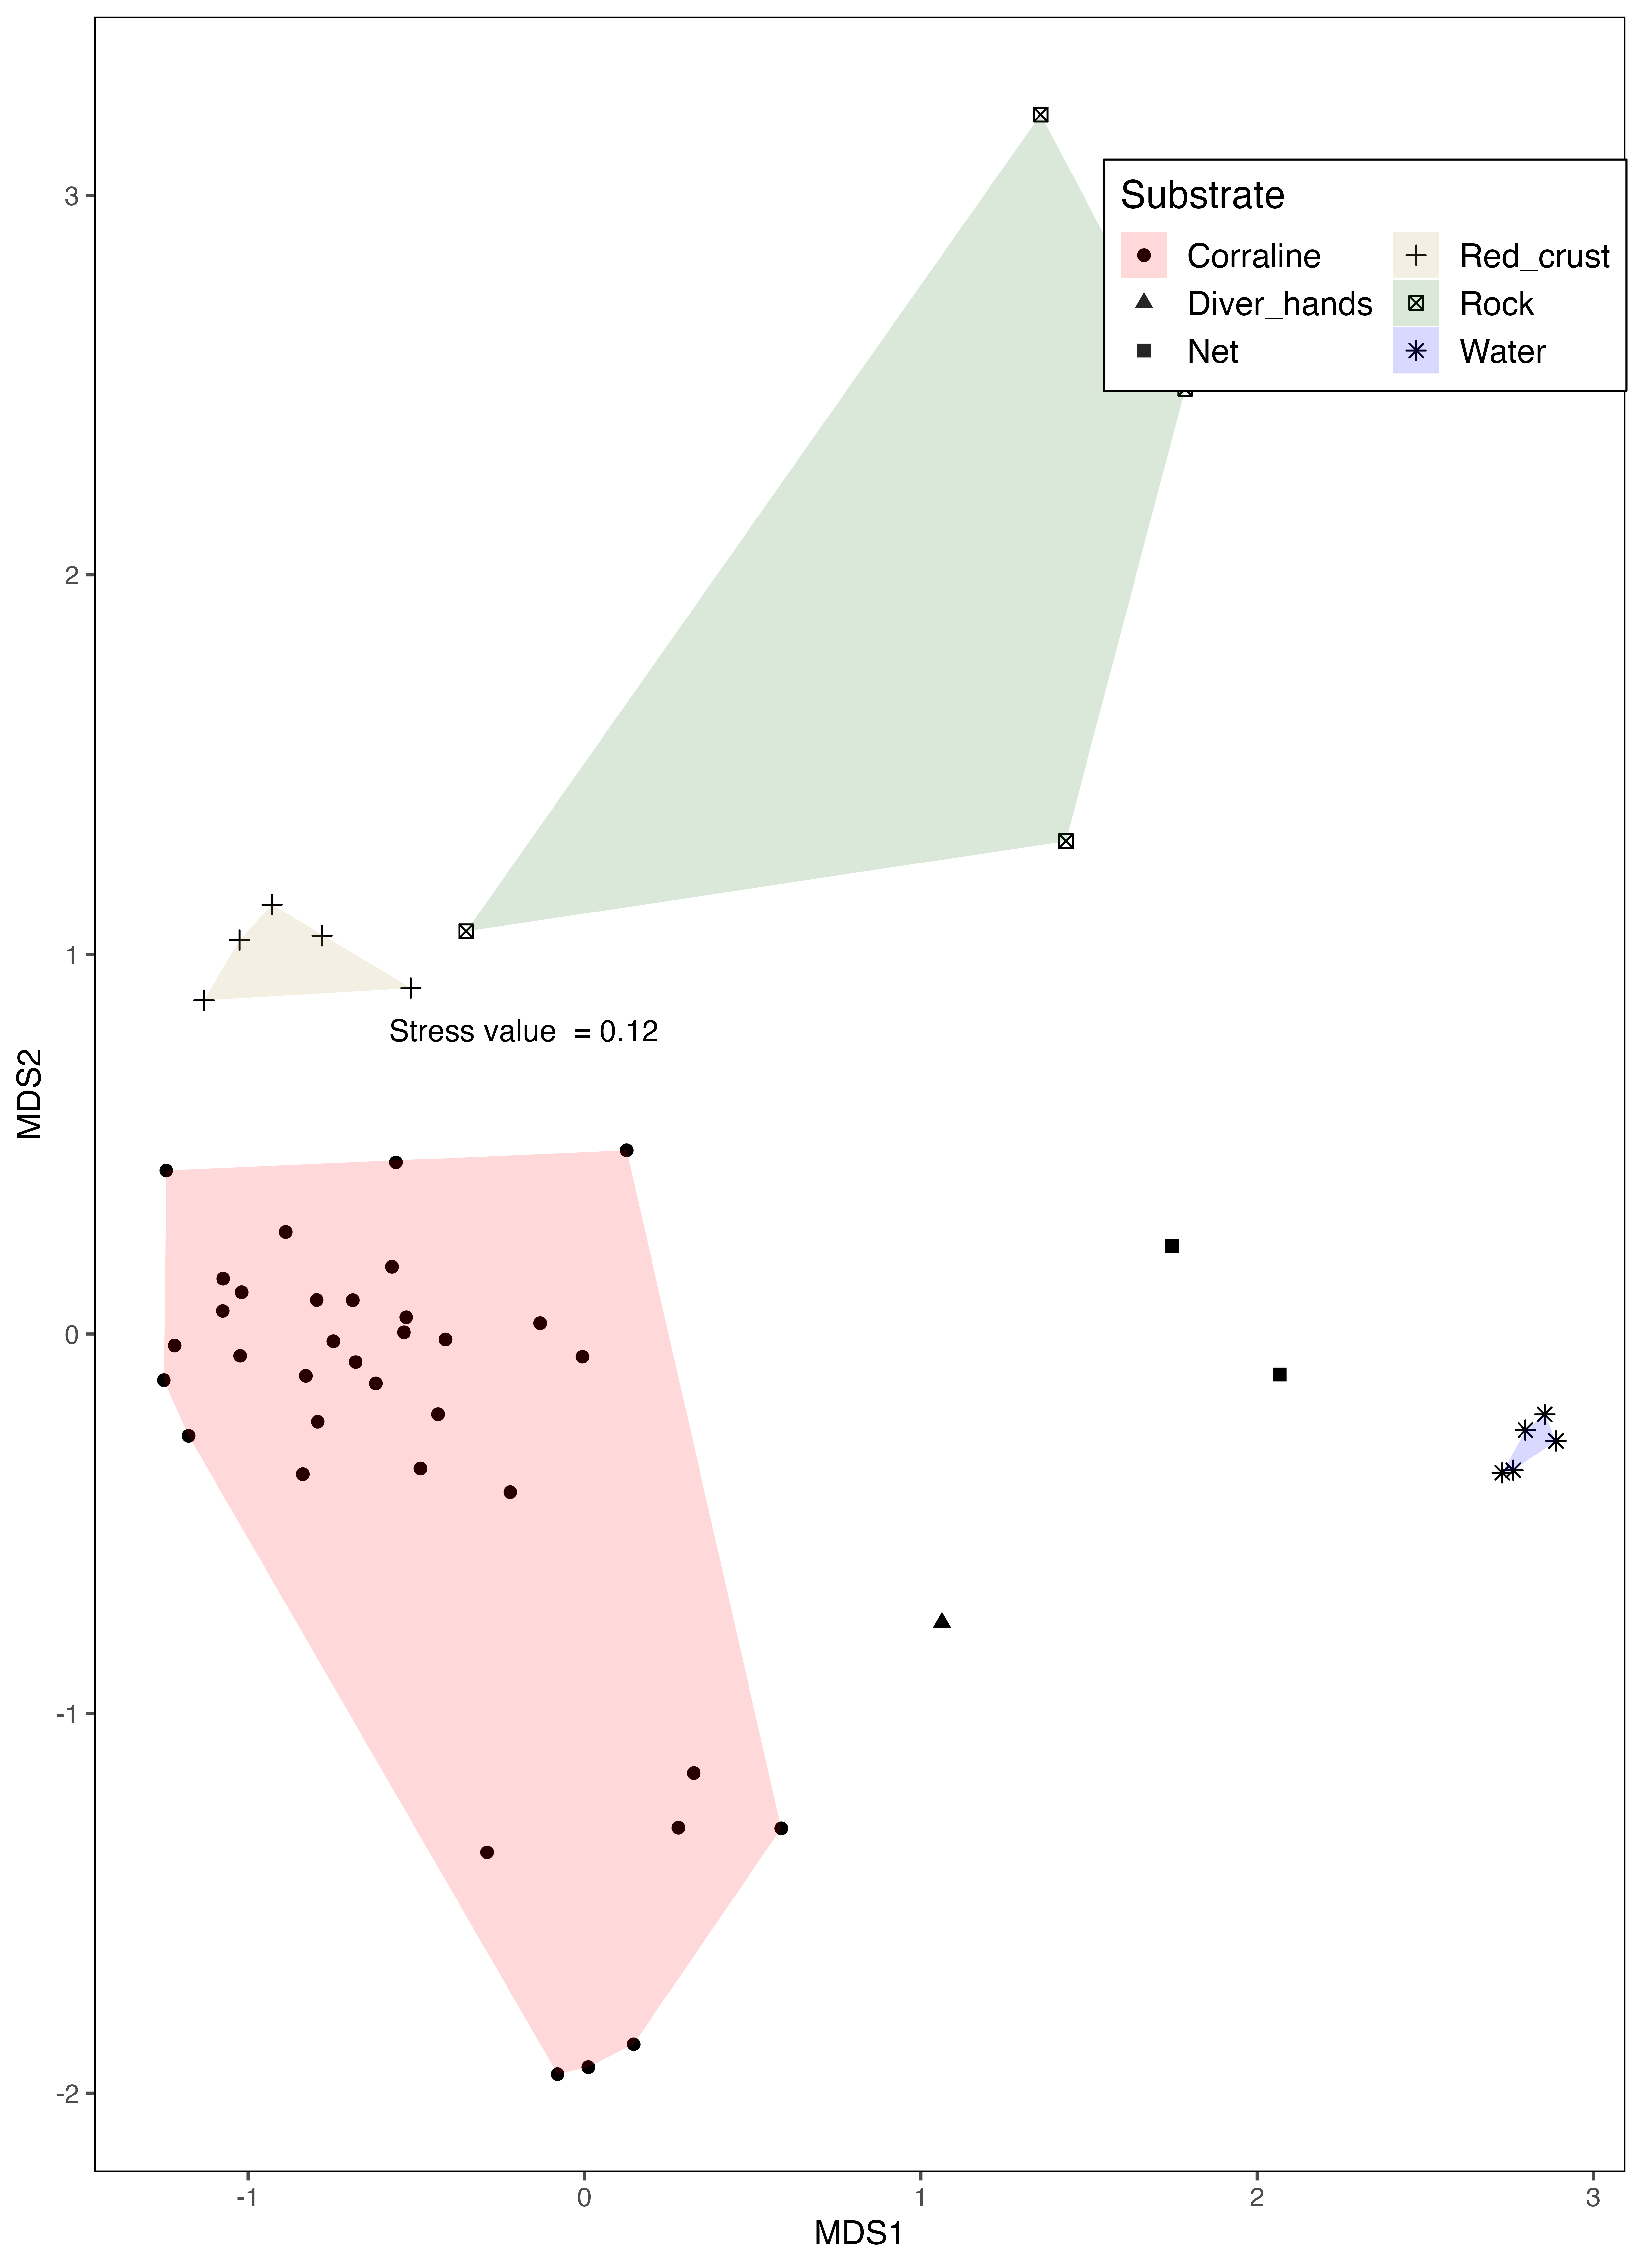 Substrate
Corraline
Red_crust
Diver_hands
Rock
Net
Water
3
2
1
0
-1
-2
Stress value  = 0.12
MDS2
-1
0
1
2
3
MDS1